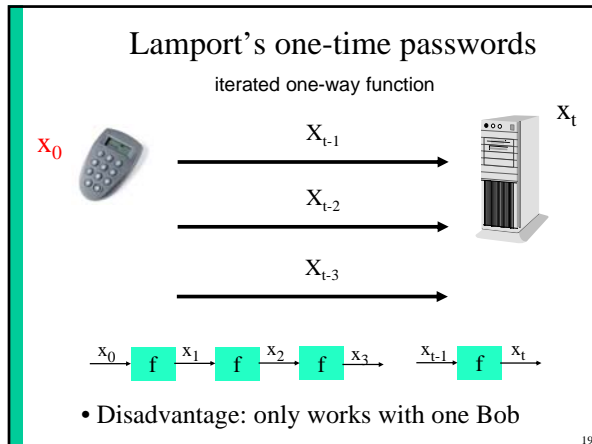 Lamport's one-time passwords
iterated one-way function
x0
xt
Xt-1
Xt-2
Xt-3
x0 f x1 f x2 f x3 xt-1 f xt
• Disadvantage: only works with one Bob
19